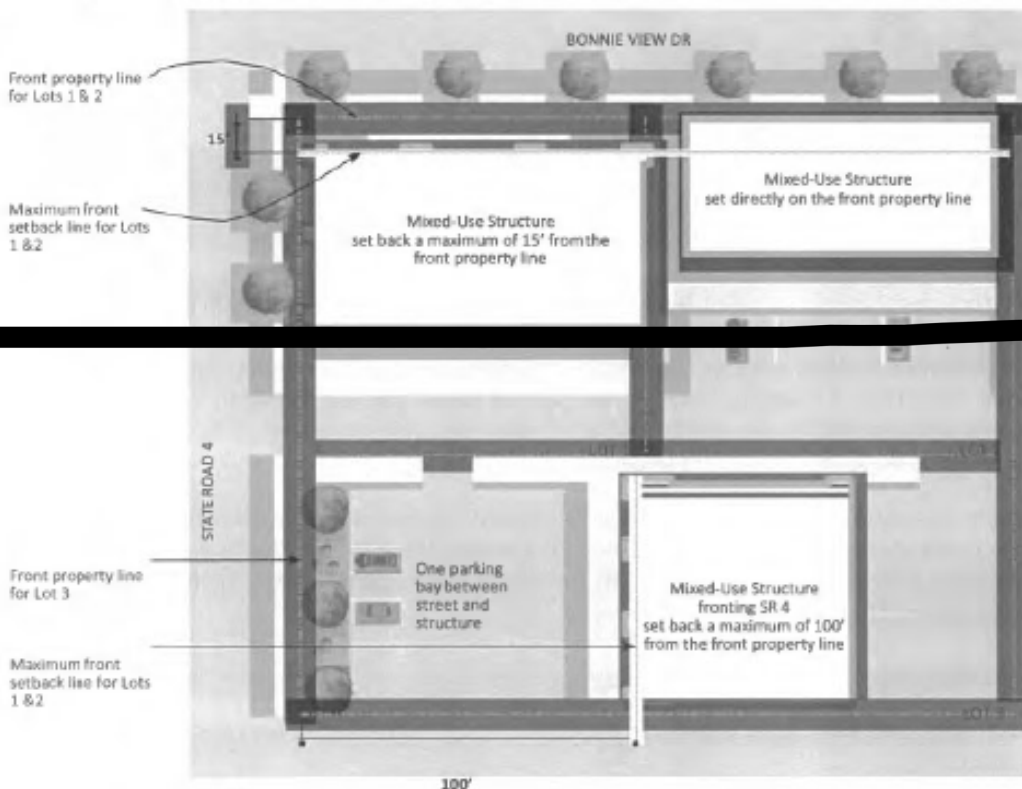 BONNIE VIEW DR
Front property line
for Lots 1 & 2
15'
Maximum front
setback line for Lots
1 &2
Mixed-Use Structure
set back a maximum of 15' from the
front property line
Mixed-Use Structure
set directly on the front property line
STATE ROAD 4
LOT
LOT
Front property line
for Lot 3
One parking
bay between
street and
structure
Mixed-Use Structure
fronting SR 4
set back a maximum of 100'
from the front property line
Maximum front
setback line for Lots
1 &2
LOT
100'